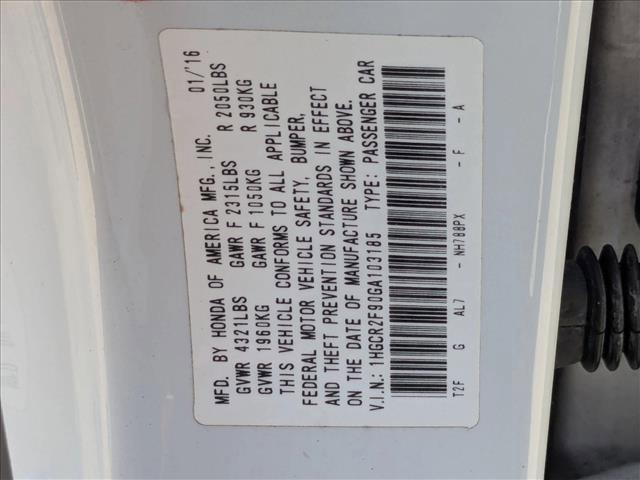 MFD. BY HONDA OF AMERICA MFG., INC. 01/'16
GVWR 4321LBS GAWR F 2315LBS R 2050LBS
GVWR 1960KG GAWR F 1050KG R 930KG
THIS VEHICLE CONFORMS TO ALL APPLICABLE
FEDERAL MOTOR VEHICLE SAFETY, BUMPER,
AND THEFT PREVENTION STANDARDS IN EFFECT
ON THE DATE OF MANUFACTURE SHOWN ABOVE.
V.I.N.: 1HGCR2F90GA103185 TYPE: PASSENGER CAR
T2F G AL7 - NH788PX - F - A